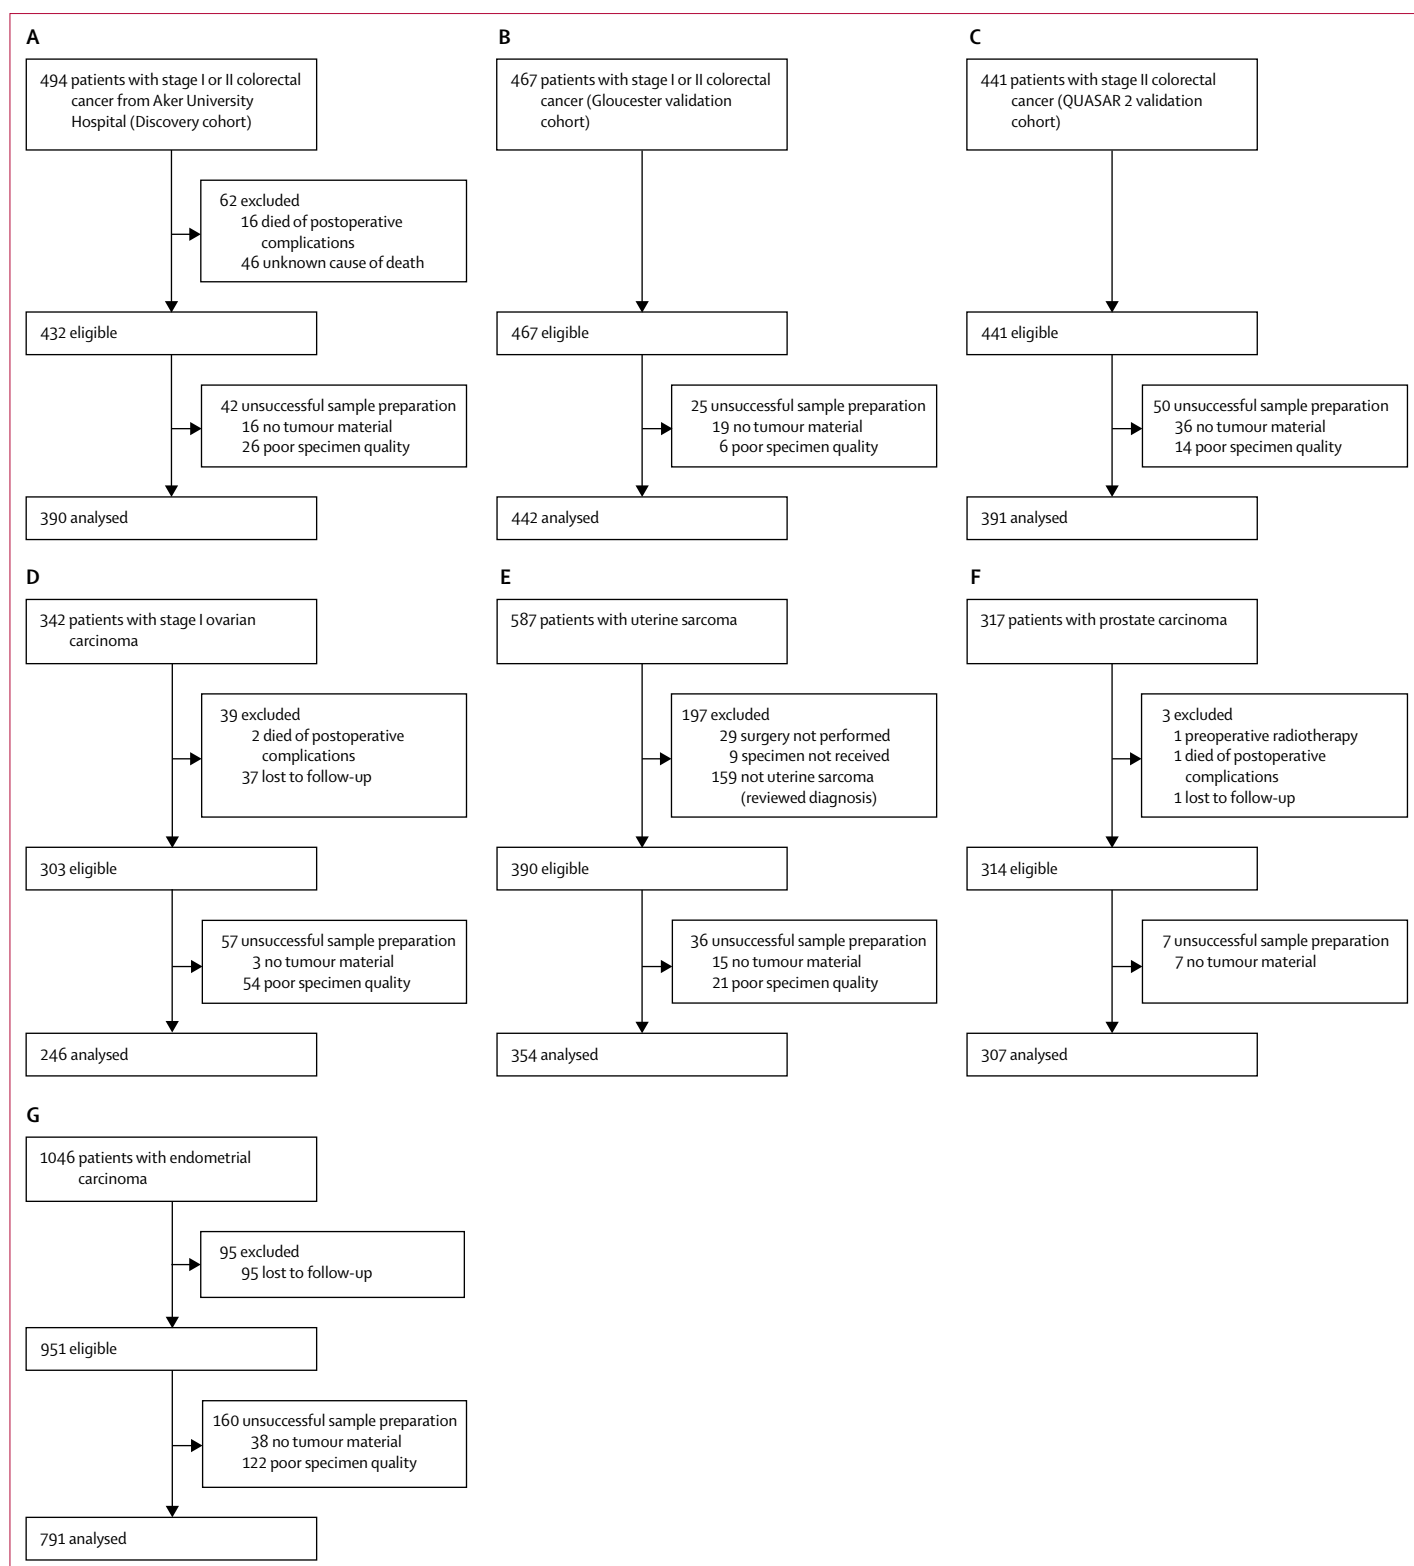 A
494 patients with stage I or II colorectal
cancer from Aker University
Hospital (Discovery cohort)
62 excluded
16 died of postoperative
complications
46 unknown cause of death
432 eligible
42 unsuccessful sample preparation
16 no tumour material
26 poor specimen quality
390 analysed
B
467 patients with stage I or II colorectal
cancer (Gloucester validation
cohort)
467 eligible
25 unsuccessful sample preparation
19 no tumour material
6 poor specimen quality
442 analysed
C
441 patients with stage II colorectal
cancer (QUASAR 2 validation
cohort)
441 eligible
50 unsuccessful sample preparation
36 no tumour material
14 poor specimen quality
391 analysed
D
342 patients with stage I ovarian
carcinoma
39 excluded
2 died of postoperative
complications
37 lost to follow-up
303 eligible
57 unsuccessful sample preparation
3 no tumour material
54 poor specimen quality
246 analysed
E
587 patients with uterine sarcoma
197 excluded
29 surgery not performed
9 specimen not received
159 not uterine sarcoma
(reviewed diagnosis)
390 eligible
36 unsuccessful sample preparation
15 no tumour material
21 poor specimen quality
354 analysed
F
317 patients with prostate carcinoma
3 excluded
1 preoperative radiotherapy
1 died of postoperative
complications
1 lost to follow-up
314 eligible
7 unsuccessful sample preparation
7 no tumour material
307 analysed
G
1046 patients with endometrial
carcinoma
95 excluded
95 lost to follow-up
951 eligible
160 unsuccessful sample preparation
38 no tumour material
122 poor specimen quality
791 analysed